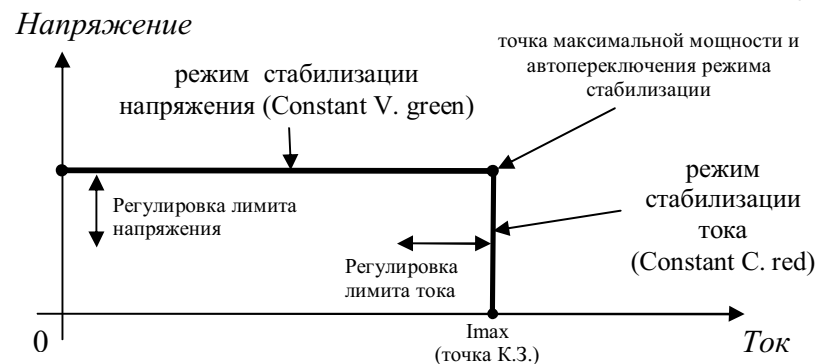 Напряжение
точка максимальной мощности и
автопереключения режима
стабилизации
режим стабилизации
напряжения (Constant V. green)
режим
стабилизации
тока
(Constant C. red)
Регулировка лимита
напряжения
Регулировка
лимита тока
0
Imax
(точка К.З.)
Ток